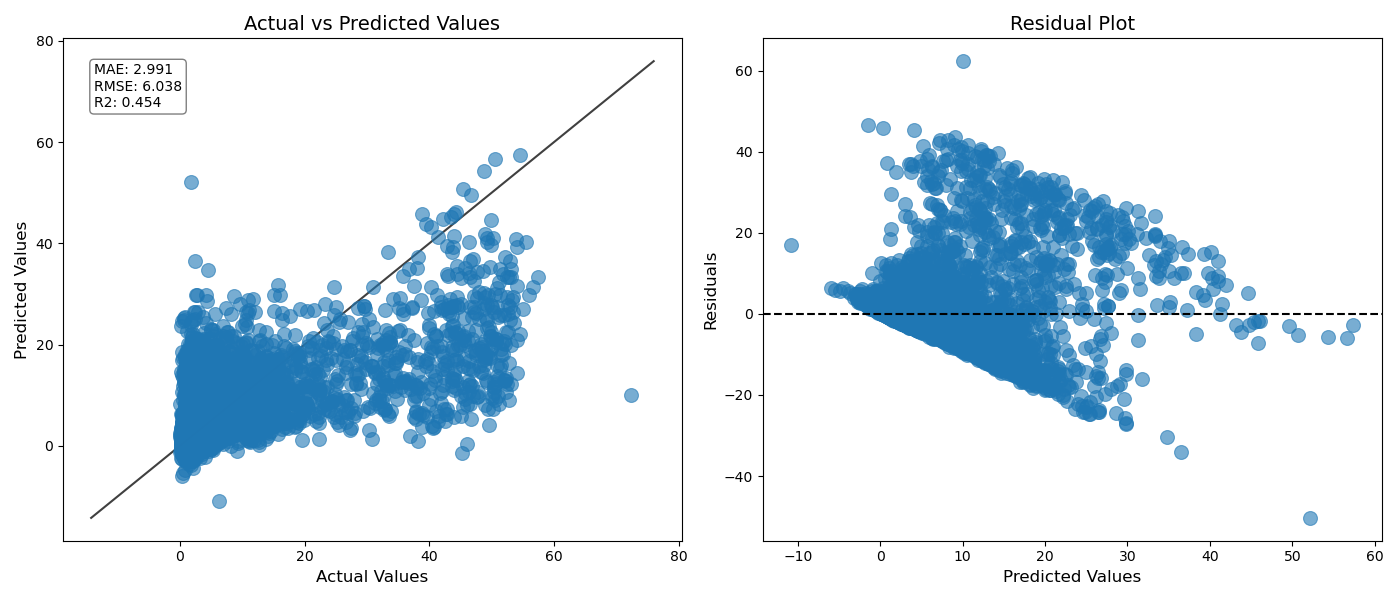 Actual vs Predicted Values
80
60
40
20
0
MAE: 2.991
RMSE: 6.038
R2: 0.454
Predicted Values
0
20
40
60
80
Actual Values
Residual Plot
60
40
20
0
−20
−40
Residuals
−10
0
10
20
30
40
50
60
Predicted Values